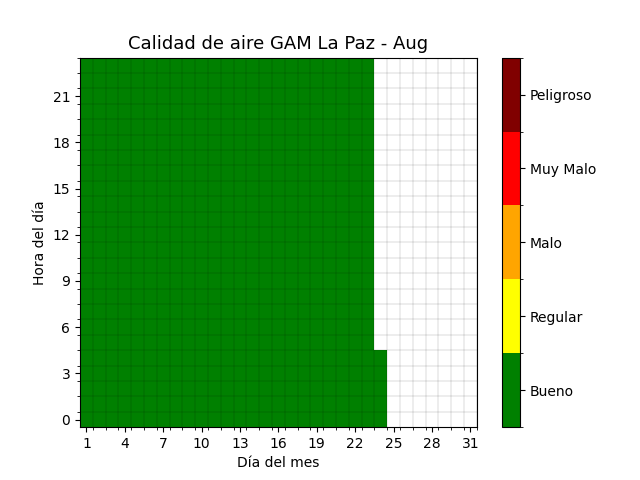 Calidad de aire GAM La Paz - Aug
Hora del día
21
18
15
12
9
6
3
0
1 4 7 10 13 16 19 22 25 28 31
Día del mes
Peligroso
Muy Malo
Malo
Regular
Bueno